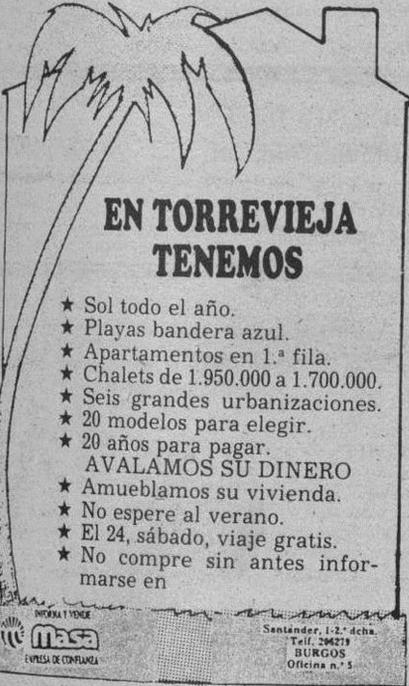 EN TORREVIEJA
TENEMOS
★ Sol todo el año.
★ Playas bandera azul.
★ Apartamentos en 1.ª fila.
★ Chalets de 1.950.000 a 1.700.000.
★ Seis grandes urbanizaciones.
★ 20 modelos para elegir.
★ 20 años para pagar.
AVALAMOS SU DINERO
★ Amueblamos su vivienda.
★ No espere al verano.
★ El 24, sábado, viaje gratis.
★ No compre sin antes infor-
marse en
INFORMA Y VENDE
masa
EMPRESA DE CONFIANZA
Santander, 1-2.º dcha.
Telf. 206279
BURGOS
Oficina n.º 5